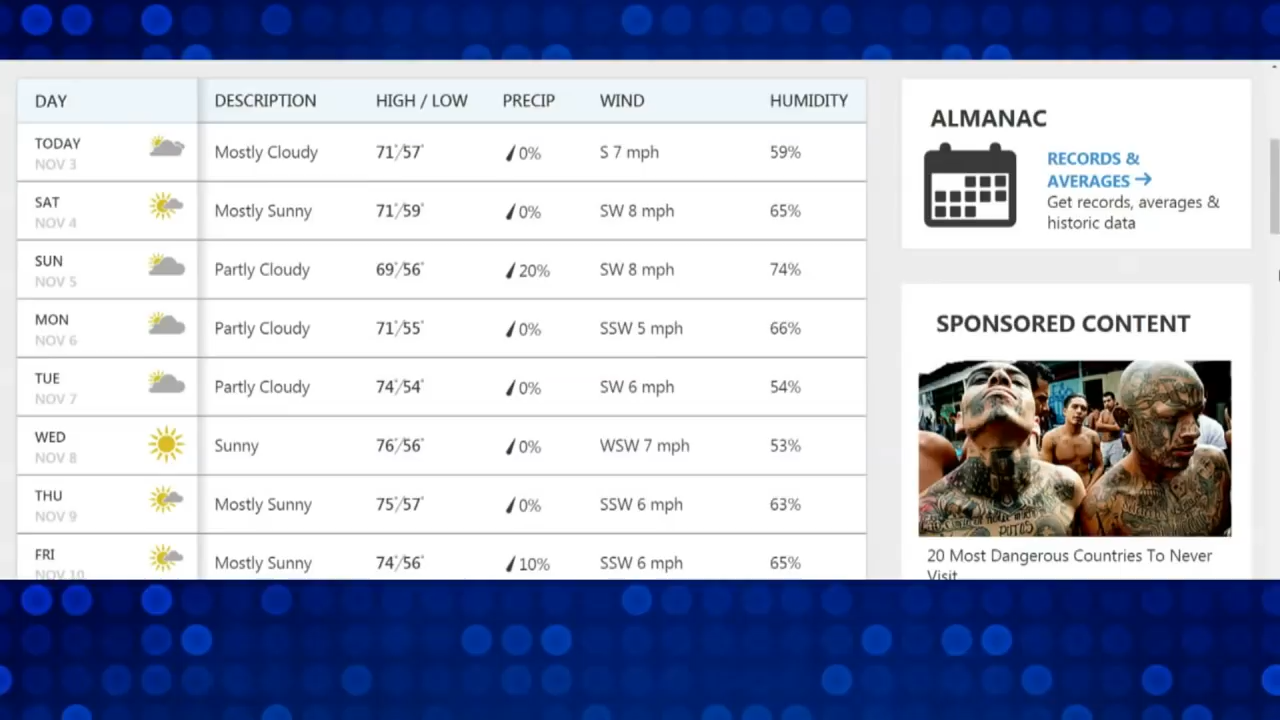 DAY DESCRIPTION HIGH / LOW PRECIP WIND HUMIDITY
TODAY
NOV 3
Mostly Cloudy 71°/57° 0% S 7 mph 59%
SAT
NOV 4
Mostly Sunny 71°/59° 0% SW 8 mph 65%
SUN
NOV 5
Partly Cloudy 69°/56° 20% SW 8 mph 74%
MON
NOV 6
Partly Cloudy 71°/55° 0% SSW 5 mph 66%
TUE
NOV 7
Partly Cloudy 74°/54° 0% SW 6 mph 54%
WED
NOV 8
Sunny 76°/56° 0% WSW 7 mph 53%
THU
NOV 9
Mostly Sunny 75°/57° 0% SSW 6 mph 63%
FRI
NOV 10
Mostly Sunny 74°/56° 10% SSW 6 mph 65%
ALMANAC
RECORDS &
AVERAGES →
Get records, averages &
historic data
SPONSORED CONTENT
20 Most Dangerous Countries To Never
Visit